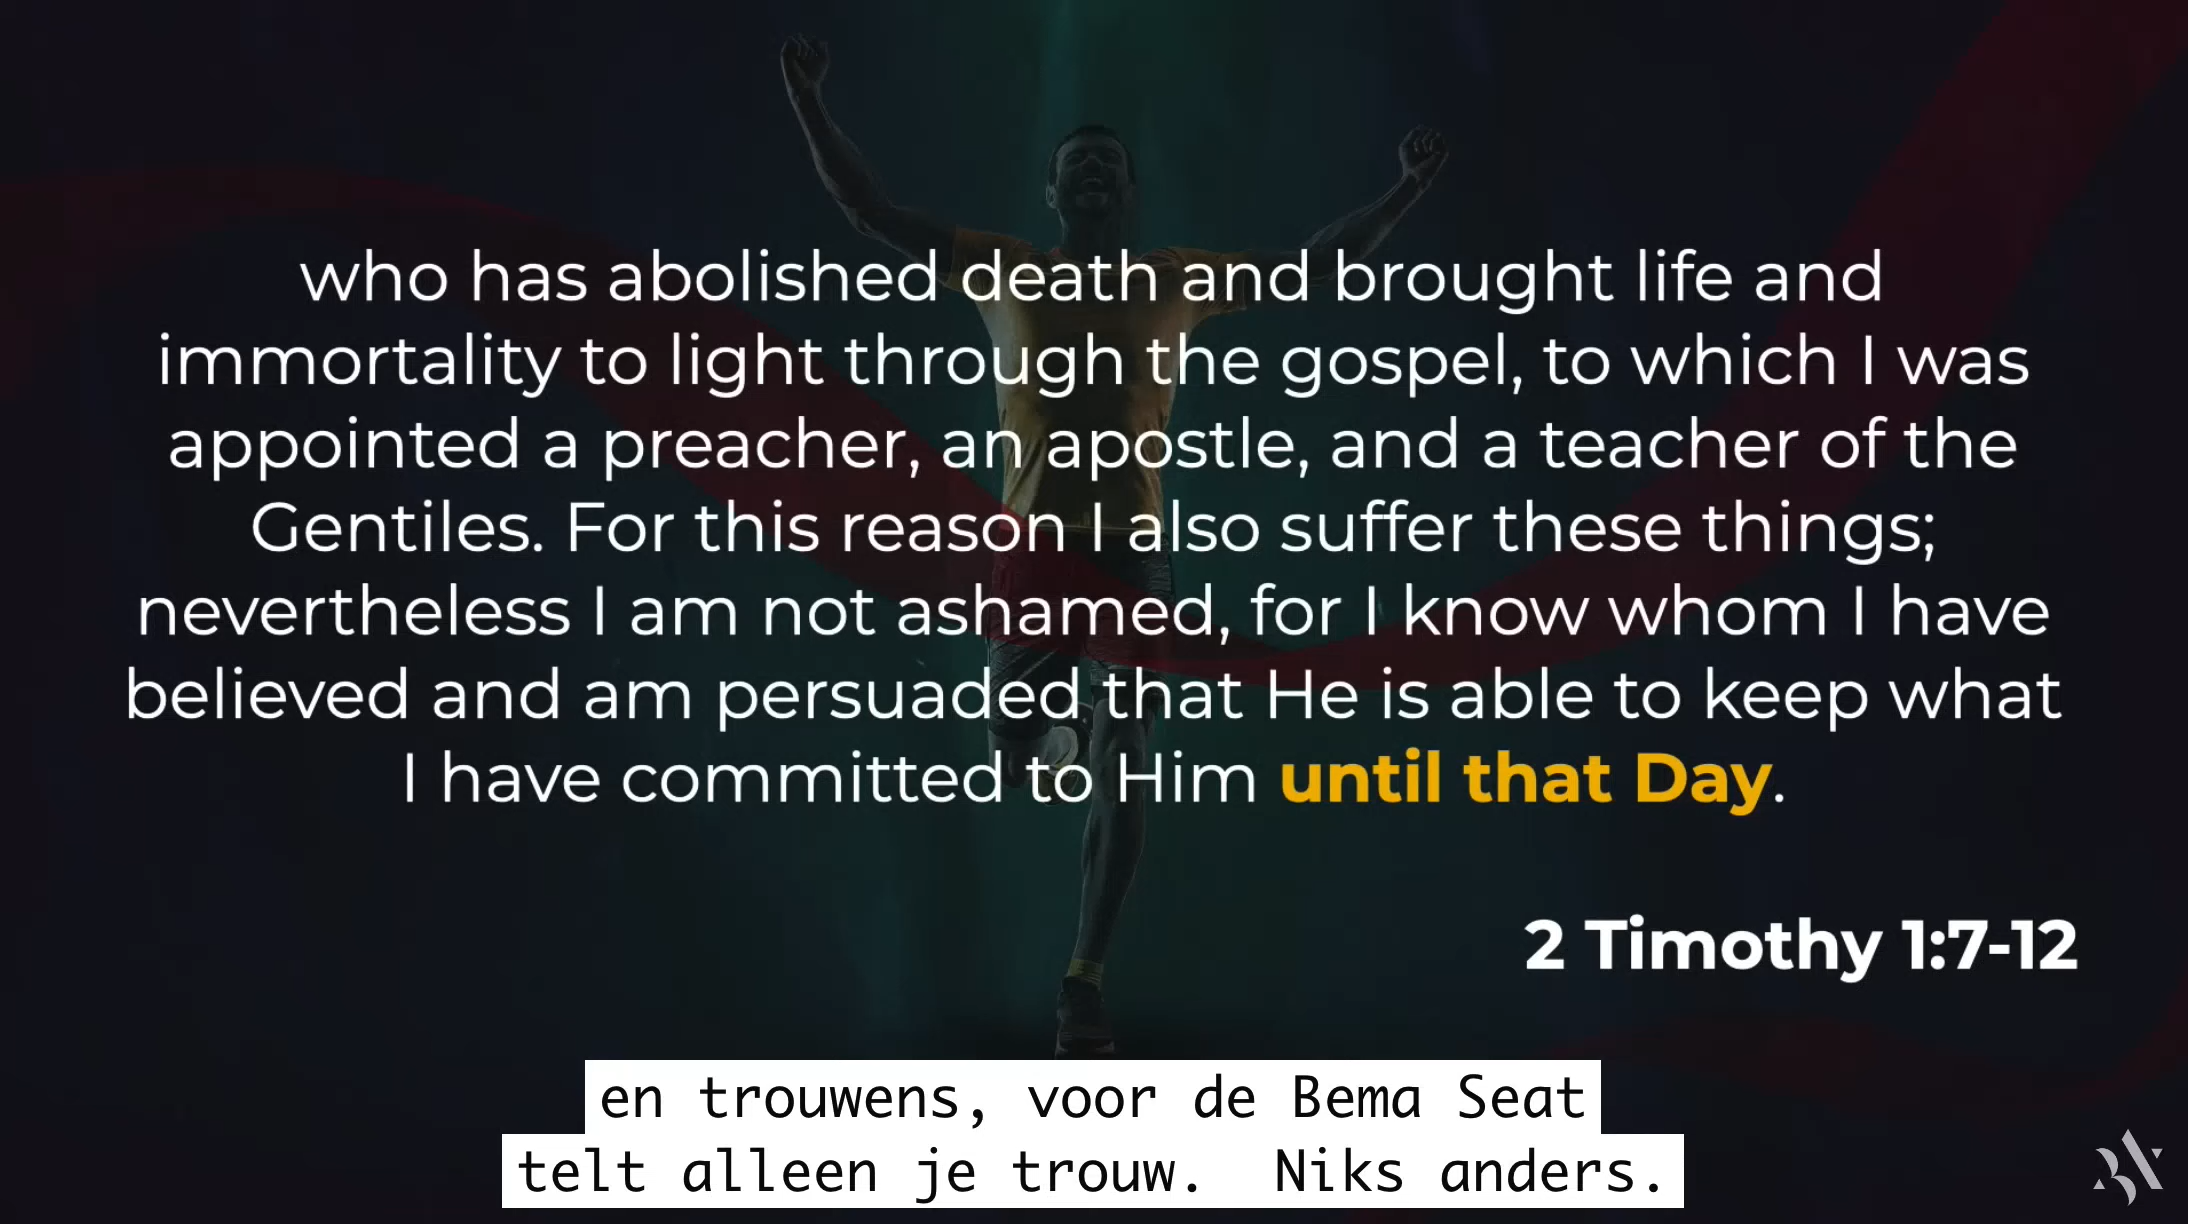 who has abolished death and brought life and
immortality to light through the gospel, to which I was
appointed a preacher, an apostle, and a teacher of the
Gentiles. For this reason I also suffer these things;
nevertheless I am not ashamed, for I know whom I have
believed and am persuaded that He is able to keep what
I have committed to Him until that Day.
2 Timothy 1:7-12
en trouwens, voor de Bema Seat
telt alleen je trouw.  Niks anders.